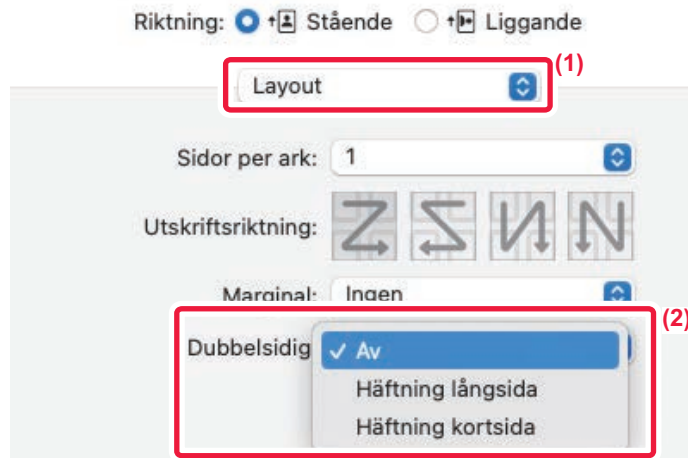 Riktning: Stående Liggande
(1)
Layout
Sidor per ark: 1
Utskriftsriktning:
Marginal: Ingen
(2)
Dubbelsidig ✓ Av
Häftning långsida
Häftning kortsida